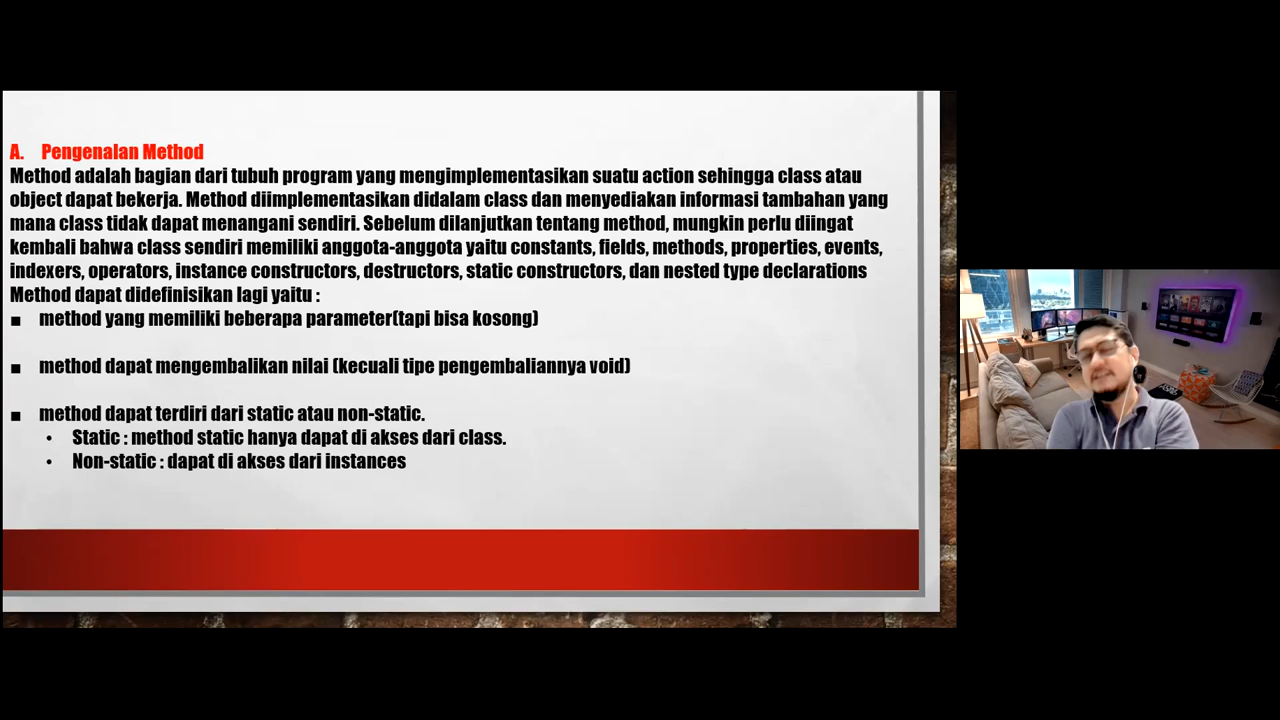 A. Pengenalan Method
Method adalah bagian dari tubuh program yang mengimplementasikan suatu action sehingga class atau
object dapat bekerja. Method diimplementasikan didalam class dan menyediakan informasi tambahan yang
mana class tidak dapat menangani sendiri. Sebelum dilanjutkan tentang method, mungkin perlu diingat
kembali bahwa class sendiri memiliki anggota-anggota yaitu constants, fields, methods, properties, events,
indexers, operators, instance constructors, destructors, static constructors, dan nested type declarations
Method dapat didefinisikan lagi yaitu :
■ method yang memiliki beberapa parameter(tapi bisa kosong)
■ method dapat mengembalikan nilai (kecuali tipe pengembaliannya void)
■ method dapat terdiri dari static atau non-static.
• Static : method static hanya dapat di akses dari class.
• Non-static : dapat di akses dari instances